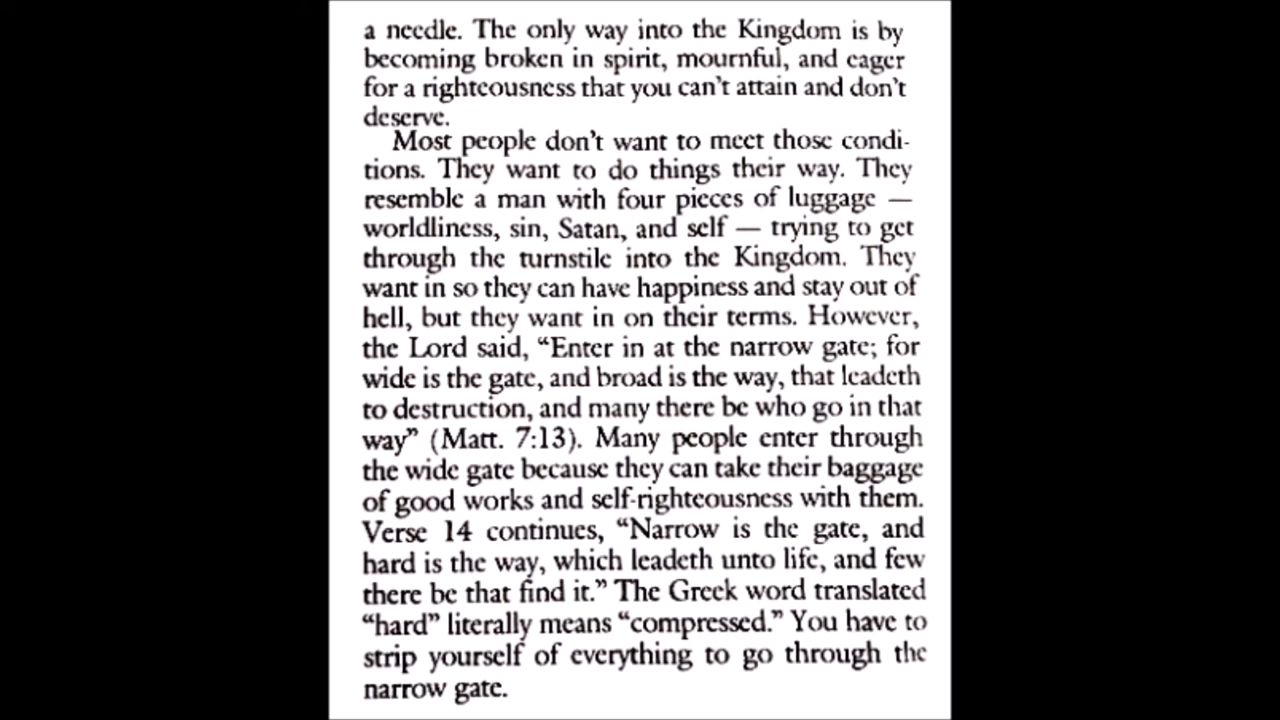 a needle. The only way into the Kingdom is by
becoming broken in spirit, mournful, and eager
for a righteousness that you can't attain and don't
deserve.
Most people don't want to meet those condi-
tions. They want to do things their way. They
resemble a man with four pieces of luggage —
worldliness, sin, Satan, and self — trying to get
through the turnstile into the Kingdom. They
want in so they can have happiness and stay out of
hell, but they want in on their terms. However,
the Lord said, “Enter in at the narrow gate; for
wide is the gate, and broad is the way, that leadeth
to destruction, and many there be who go in that
way” (Matt. 7:13). Many people enter through
the wide gate because they can take their baggage
of good works and self-righteousness with them.
Verse 14 continues, “Narrow is the gate, and
hard is the way, which leadeth unto life, and few
there be that find it.” The Greek word translated
“hard” literally means “compressed.” You have to
strip yourself of everything to go through the
narrow gate.